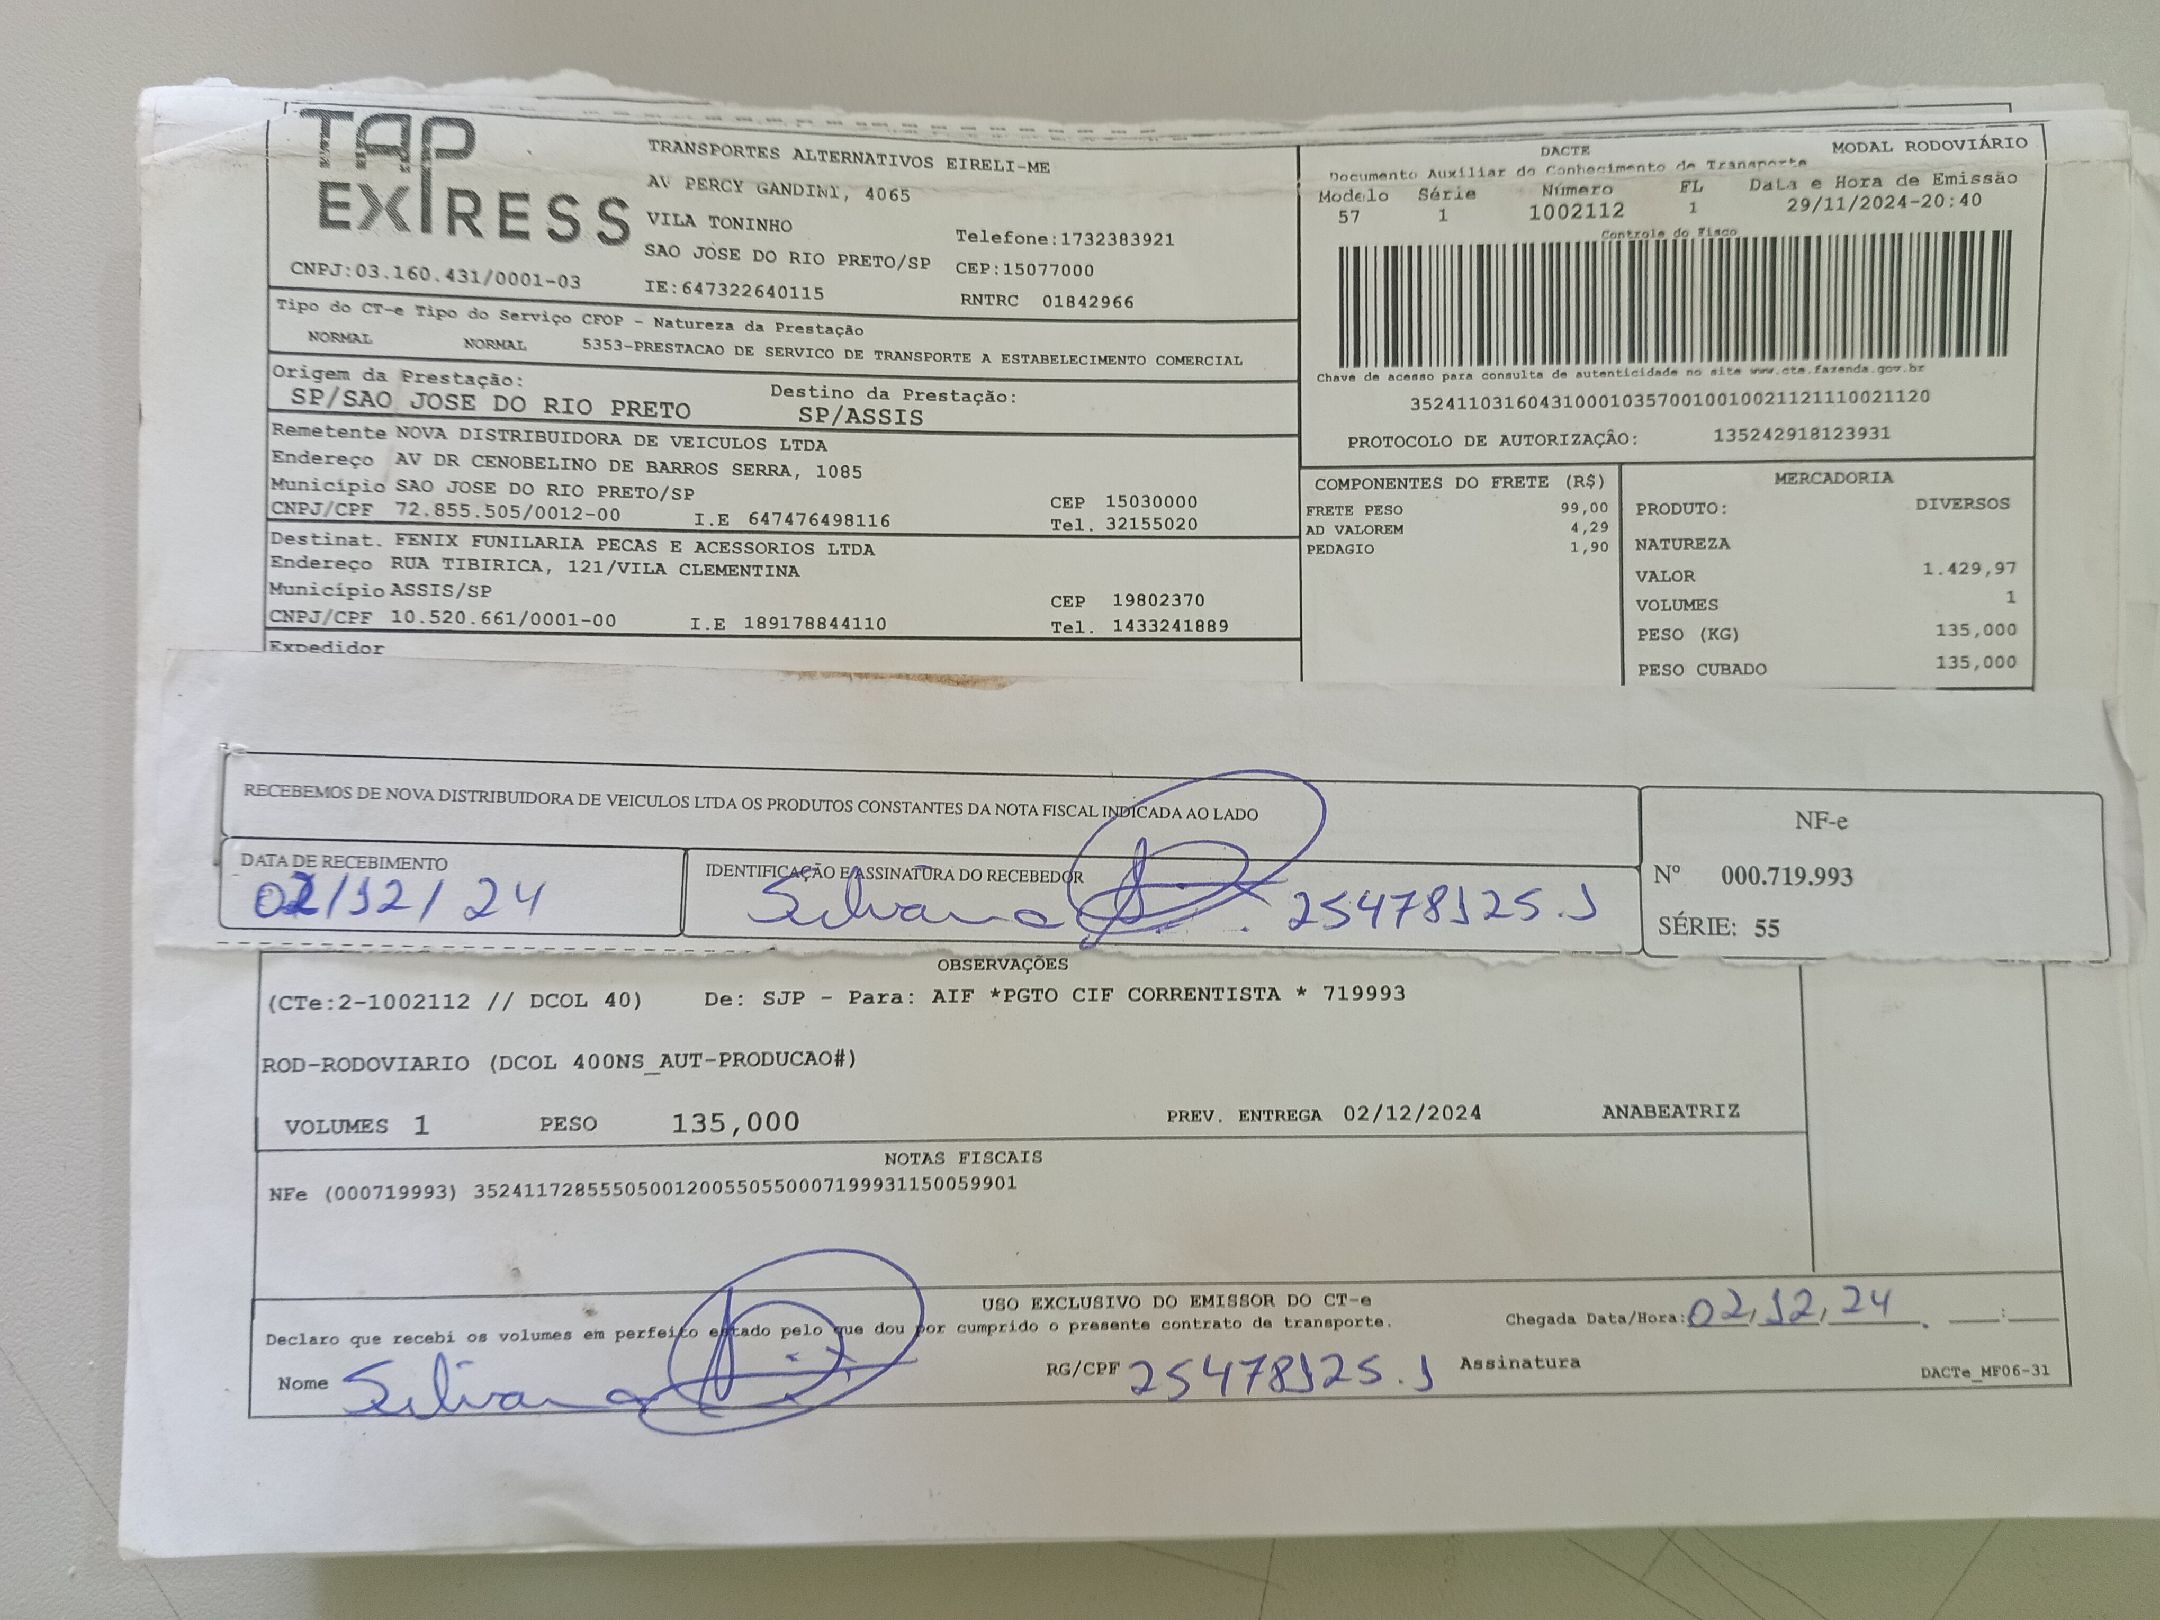 TAP
EXPRESS
TRANSPORTES ALTERNATIVOS EIRELI-ME
AV PERCY GANDINI, 4065
VILA TONINHO
Telefone:1732383921
SAO JOSE DO RIO PRETO/SP CEP:15077000
CNPJ:03.160.431/0001-03 IE:647322640115 RNTRC 01842966
DACTE MODAL RODOVIÁRIO
Documento Auxiliar do Conhecimento de Transporte
Modelo Série Número FL Data e Hora de Emissão
57 1 1002112 1 29/11/2024-20:40
Controle do Fisco
Chave de acesso para consulta de autenticidade no site www.cte.fazenda.gov.br
35241103160431000103570010010021121110021120
PROTOCOLO DE AUTORIZAÇÃO: 135242918123931
Tipo do CT-e Tipo do Serviço CFOP - Natureza da Prestação
NORMAL NORMAL 5353-PRESTACAO DE SERVICO DE TRANSPORTE A ESTABELECIMENTO COMERCIAL
Origem da Prestação: Destino da Prestação:
SP/SAO JOSE DO RIO PRETO SP/ASSIS
Remetente NOVA DISTRIBUIDORA DE VEICULOS LTDA
Endereço AV DR CENOBELINO DE BARROS SERRA, 1085
Município SAO JOSE DO RIO PRETO/SP CEP 15030000
CNPJ/CPF 72.855.505/0012-00 I.E 647476498116 Tel. 32155020
Destinat. FENIX FUNILARIA PECAS E ACESSORIOS LTDA
Endereço RUA TIBIRICA, 121/VILA CLEMENTINA
Município ASSIS/SP CEP 19802370
CNPJ/CPF 10.520.661/0001-00 I.E 189178844110 Tel. 1433241889
Expedidor
COMPONENTES DO FRETE (R$)
FRETE PESO 99,00
AD VALOREM 4,29
PEDAGIO 1,90
MERCADORIA
PRODUTO: DIVERSOS
NATUREZA
VALOR 1.429,97
VOLUMES 1
PESO (KG) 135,000
PESO CUBADO 135,000
RECEBEMOS DE NOVA DISTRIBUIDORA DE VEICULOS LTDA OS PRODUTOS CONSTANTES DA NOTA FISCAL INDICADA AO LADO
DATA DE RECEBIMENTO
02/12/24
IDENTIFICAÇÃO E ASSINATURA DO RECEBEDOR
Silvana 25478125.1
NF-e
Nº 000.719.993
SÉRIE: 55
OBSERVAÇÕES
(CTe:2-1002112 // DCOL 40) De: SJP - Para: AIF *PGTO CIF CORRENTISTA * 719993
ROD-RODOVIARIO (DCOL 400NS_AUT-PRODUCAO#)
VOLUMES 1 PESO 135,000 PREV. ENTREGA 02/12/2024 ANABEATRIZ
NOTAS FISCAIS
NFe (000719993) 35241172855505001200550550007199931150059901
USO EXCLUSIVO DO EMISSOR DO CT-e
Declaro que recebi os volumes em perfeito estado pelo que dou por cumprido o presente contrato de transporte.
Chegada Data/Hora: 02,12,24
Nome Silvana RG/CPF 25478125.1 Assinatura
DACTe_MF06-31